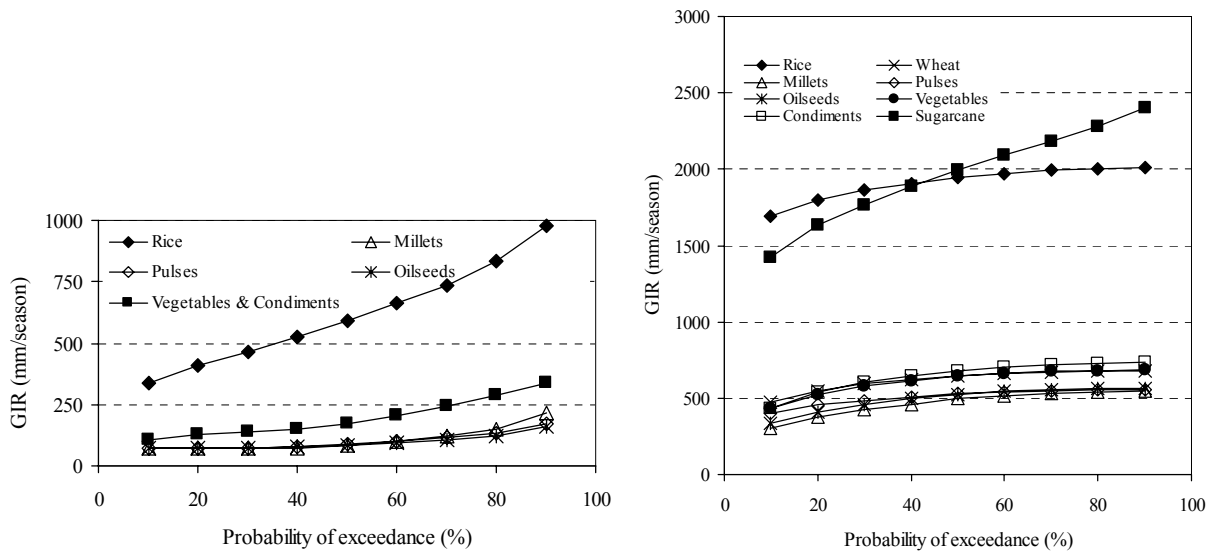 1000
750
500
250
0
GIR (mm/season)
Rice
Millets
Pulses
Oilseeds
Vegetables & Condiments
0 20 40 60 80 100
Probability of exceedance (%)
3000
2500
2000
1500
1000
500
0
GIR (mm/season)
Rice
Wheat
Millets
Pulses
Oilseeds
Vegetables
Condiments
Sugarcane
0 20 40 60 80 100
Probability of exceedance (%)